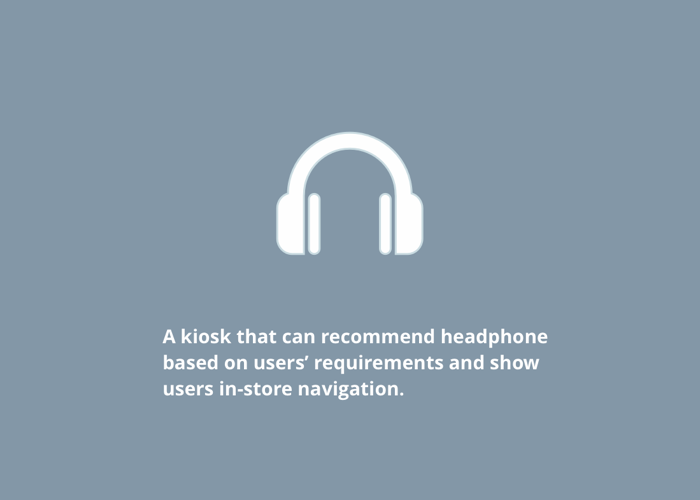 A kiosk that can recommend headphone
based on users’ requirements and show
users in-store navigation.